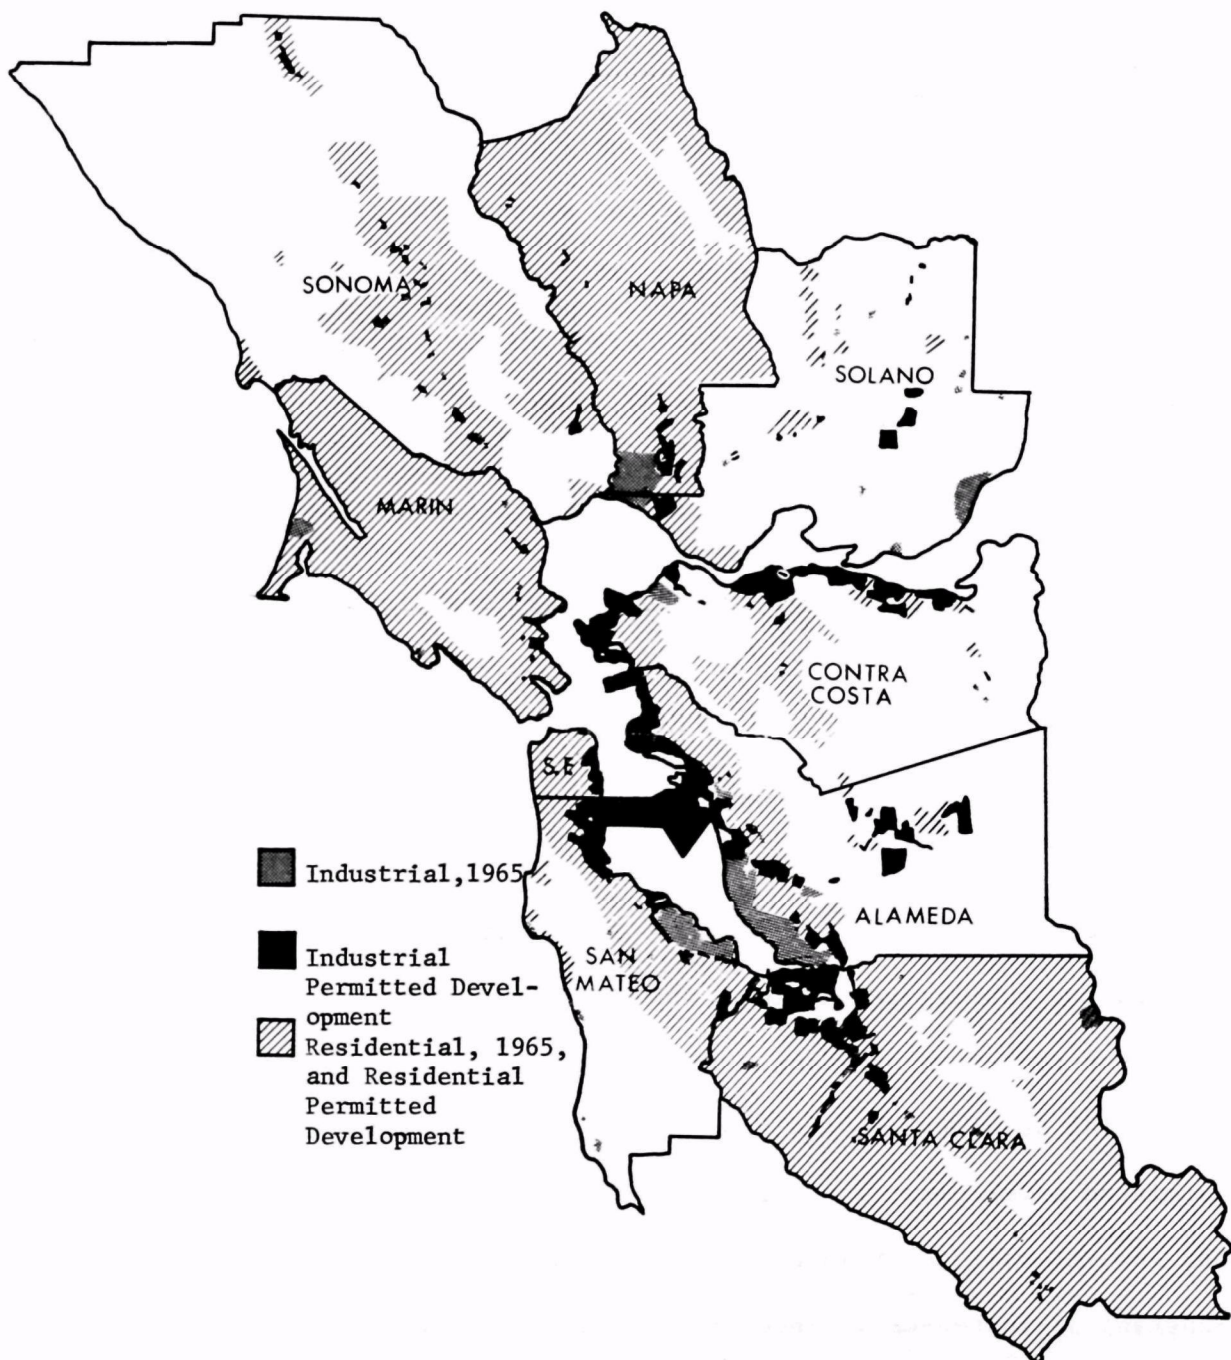 SONOMA
NAPA
SOLANO
MARIN
CONTRA
COSTA
S.F
ALAMEDA
SAN
MATEO
SANTA CLARA
Industrial,1965
Industrial
Permitted Devel-
opment
Residential, 1965,
and Residential
Permitted
Development